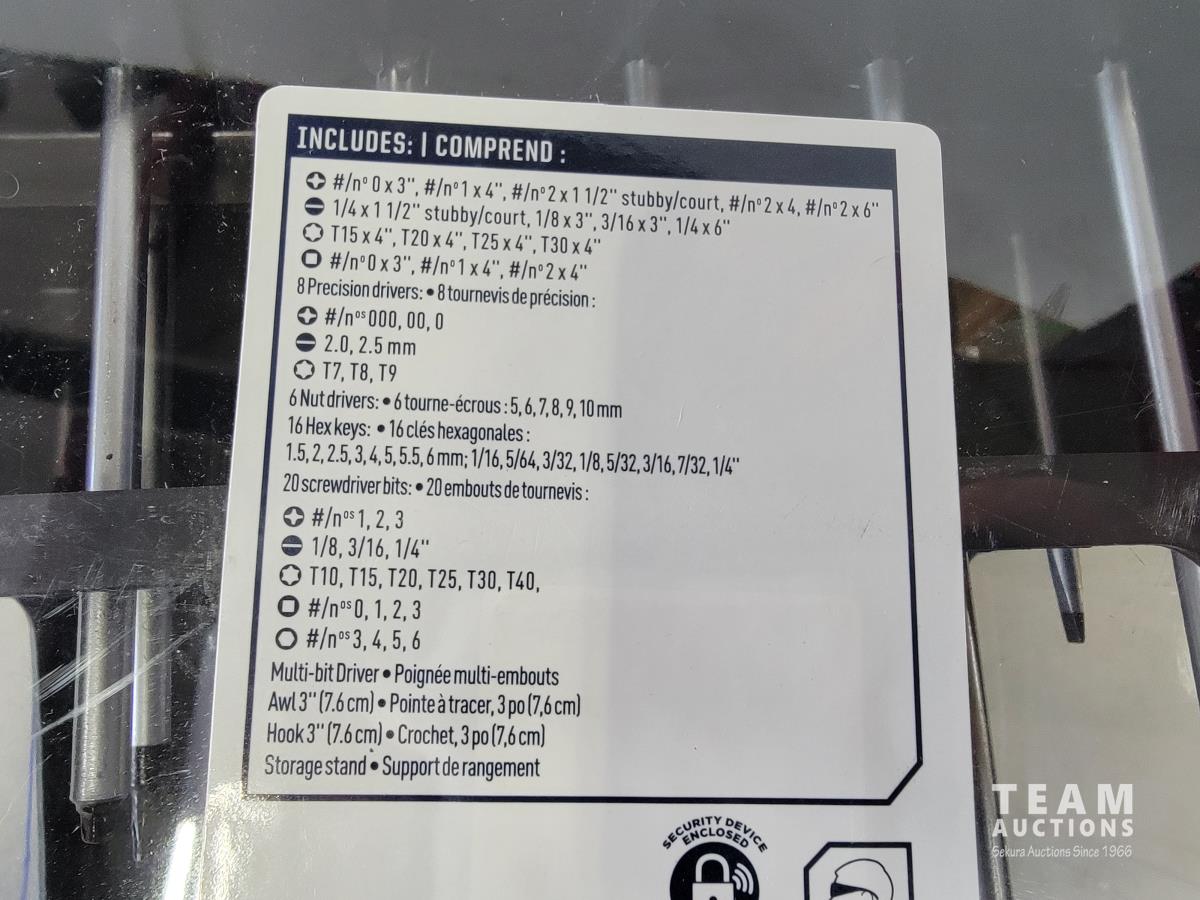 INCLUDES: | COMPREND :
#/nº 0 x 3", #/nº 1 x 4", #/nº 2 x 1 1/2" stubby/court, #/nº 2 x 4, #/nº 2 x 6"
1/4 x 1 1/2" stubby/court, 1/8 x 3", 3/16 x 3", 1/4 x 6"
T15 x 4", T20 x 4", T25 x 4", T30 x 4"
#/nº 0 x 3", #/nº 1 x 4", #/nº 2 x 4"
8 Precision drivers: • 8 tournevis de précision :
#/nºˢ 000, 00, 0
2.0, 2.5 mm
T7, T8, T9
6 Nut drivers: • 6 tourne-écrous : 5, 6, 7, 8, 9, 10 mm
16 Hex keys: • 16 clés hexagonales :
1.5, 2, 2.5, 3, 4, 5, 5.5, 6 mm; 1/16, 5/64, 3/32, 1/8, 5/32, 3/16, 7/32, 1/4"
20 screwdriver bits: • 20 embouts de tournevis :
#/nºˢ 1, 2, 3
1/8, 3/16, 1/4"
T10, T15, T20, T25, T30, T40,
#/nºˢ 0, 1, 2, 3
#/nºˢ 3, 4, 5, 6
Multi-bit Driver • Poignée multi-embouts
Awl 3" (7.6 cm) • Pointe à tracer, 3 po (7,6 cm)
Hook 3" (7.6 cm) • Crochet, 3 po (7,6 cm)
Storage stand • Support de rangement
SECURITY DEVICE
ENCLOSED
TEAM
AUCTIONS
Sekura Auctions Since 1966